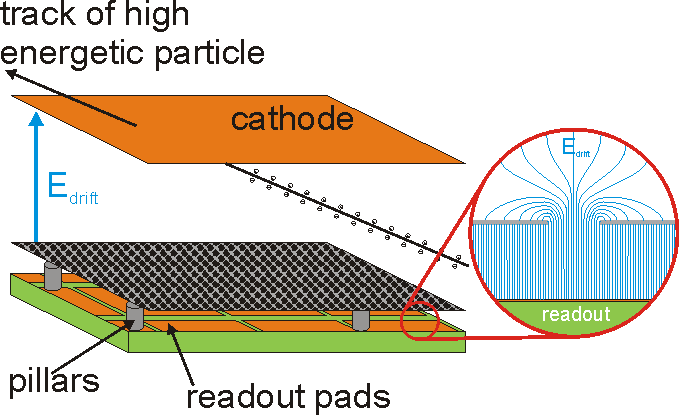 track of high
energetic particle
cathode
E drift
E drift
readout
pillars
readout pads